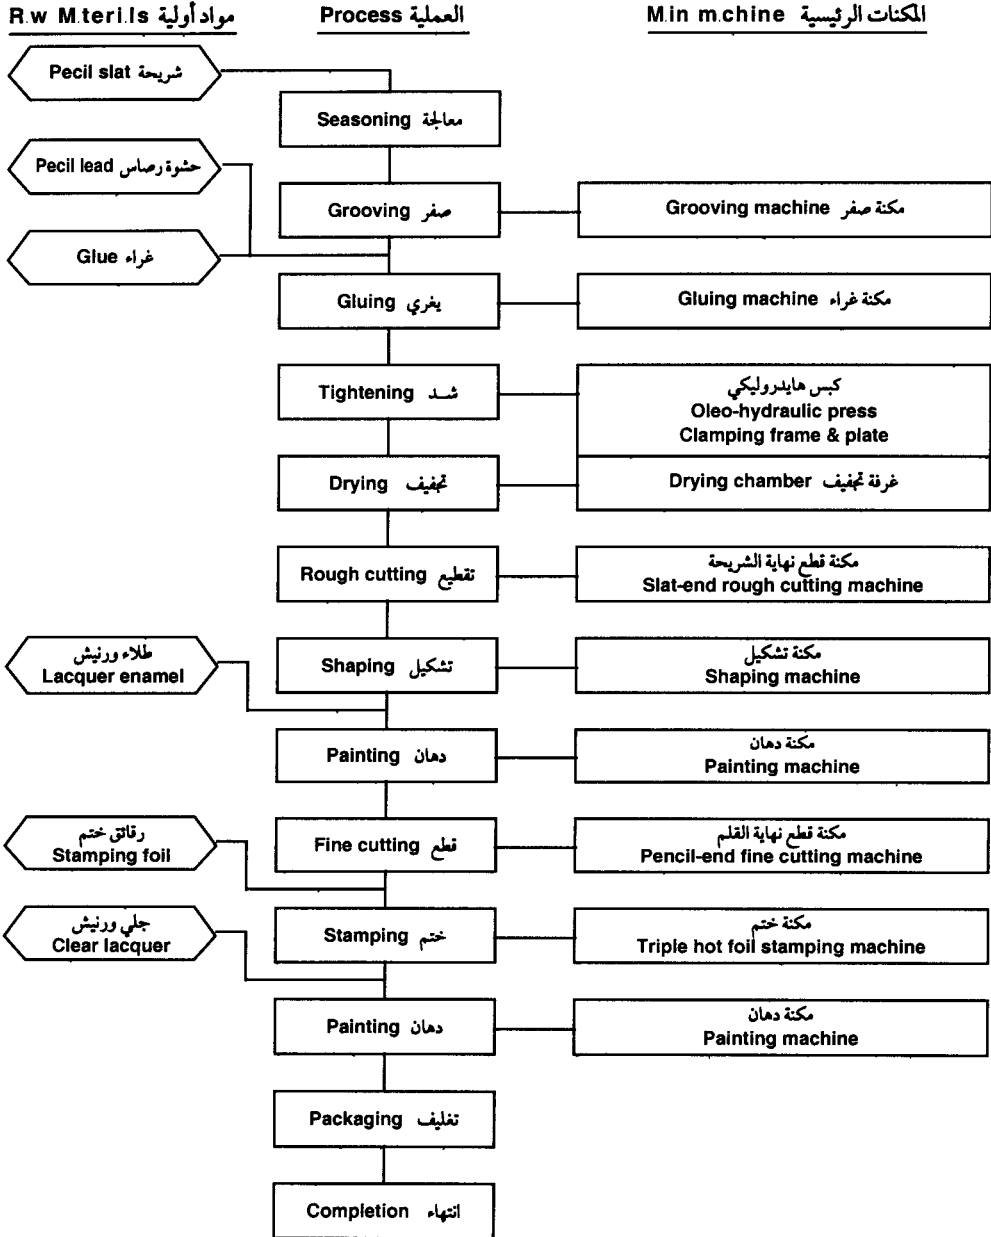 R.w M.teri.ls مواد أولية
Process العملية
M.in m.chine المكنات الرئيسية
Pecil slat شريحة
Seasoning معالجة
Pecil lead حشوة رصاس
Grooving صفر
Grooving machine مكنة صفر
Glue غراء
Gluing يغري
Gluing machine مكنة غراء
Tightening شد
كبس هايدروليكي
Oleo-hydraulic press
Clamping frame & plate
Drying تجفيف
Drying chamber غرفة تجفيف
Rough cutting تقطيع
مكنة قطع نهاية الشريحة
Slat-end rough cutting machine
طلاء ورنيش
Lacquer enamel
Shaping تشكيل
مكنة تشكيل
Shaping machine
Painting دهان
مكنة دهان
Painting machine
رقائق ختم
Stamping foil
Fine cutting قطع
مكنة قطع نهاية القلم
Pencil-end fine cutting machine
جلي ورنيش
Clear lacquer
Stamping ختم
مكنة ختم
Triple hot foil stamping machine
Painting دهان
مكنة دهان
Painting machine
Packaging تغليف
Completion انتهاء